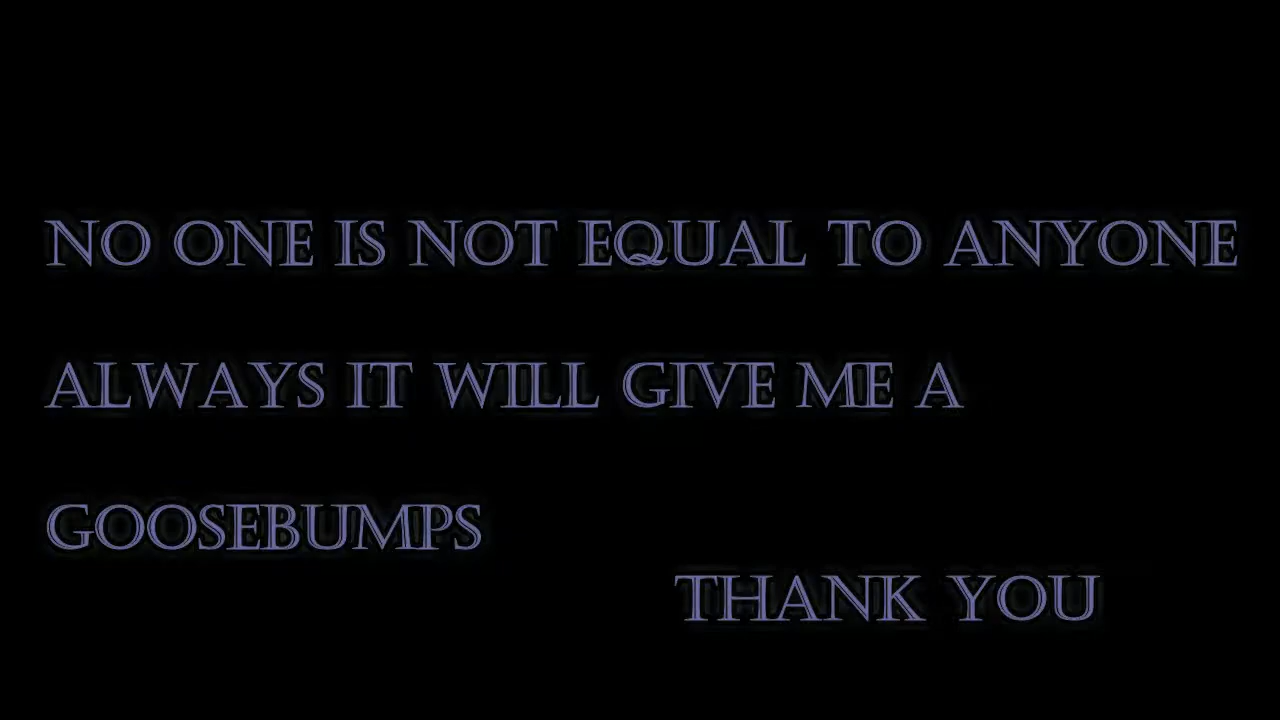 NO ONE IS NOT EQUAL TO ANYONE
ALWAYS IT WILL GIVE ME A
GOOSEBUMPS
THANK YOU